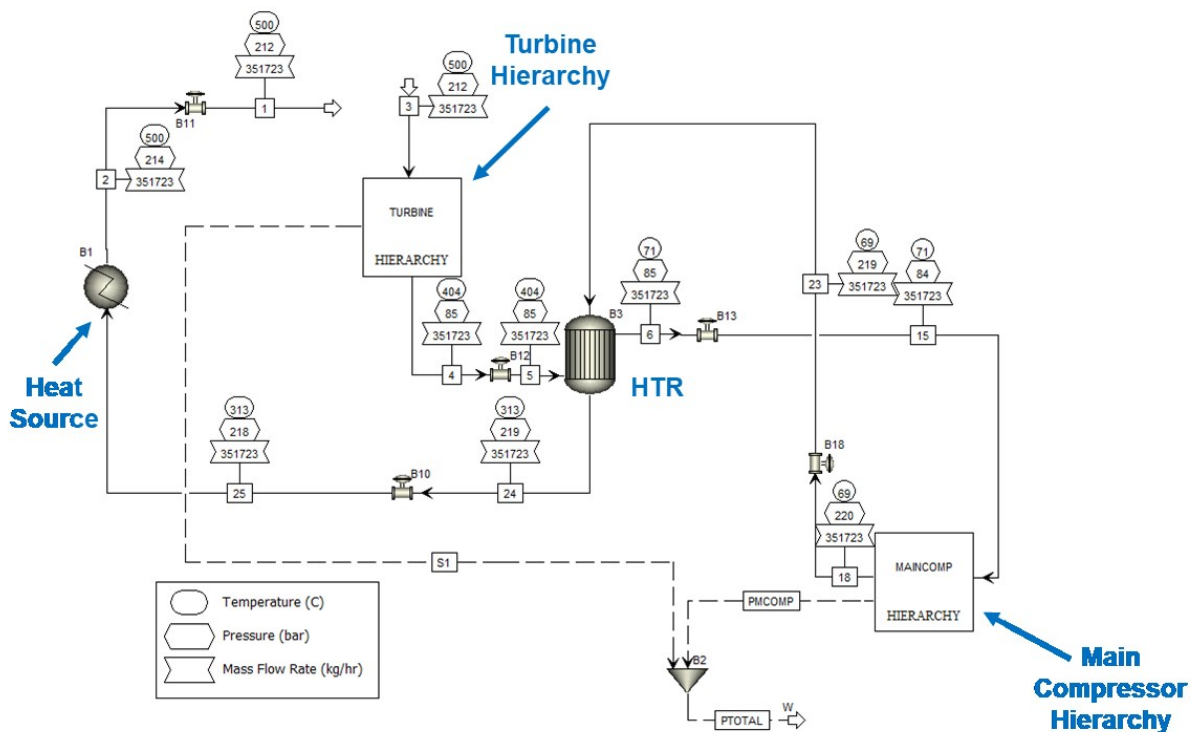 500
212
351723
1
B11
500
214
351723
2
B1
Heat
Source
500
212
351723
3
Turbine
Hierarchy
TURBINE
HIERARCHY
404
85
351723
4
B12
404
85
351723
5
B3
HTR
71
85
351723
6
B13
69
219
351723
23
71
84
351723
15
313
218
351723
25
B10
313
219
351723
24
B18
69
220
351723
18
MAINCOMP
HIERARCHY
Main
Compressor
Hierarchy
S1
PMCOMP
B2
PTOTAL
W
Temperature (C)
Pressure (bar)
Mass Flow Rate (kg/hr)